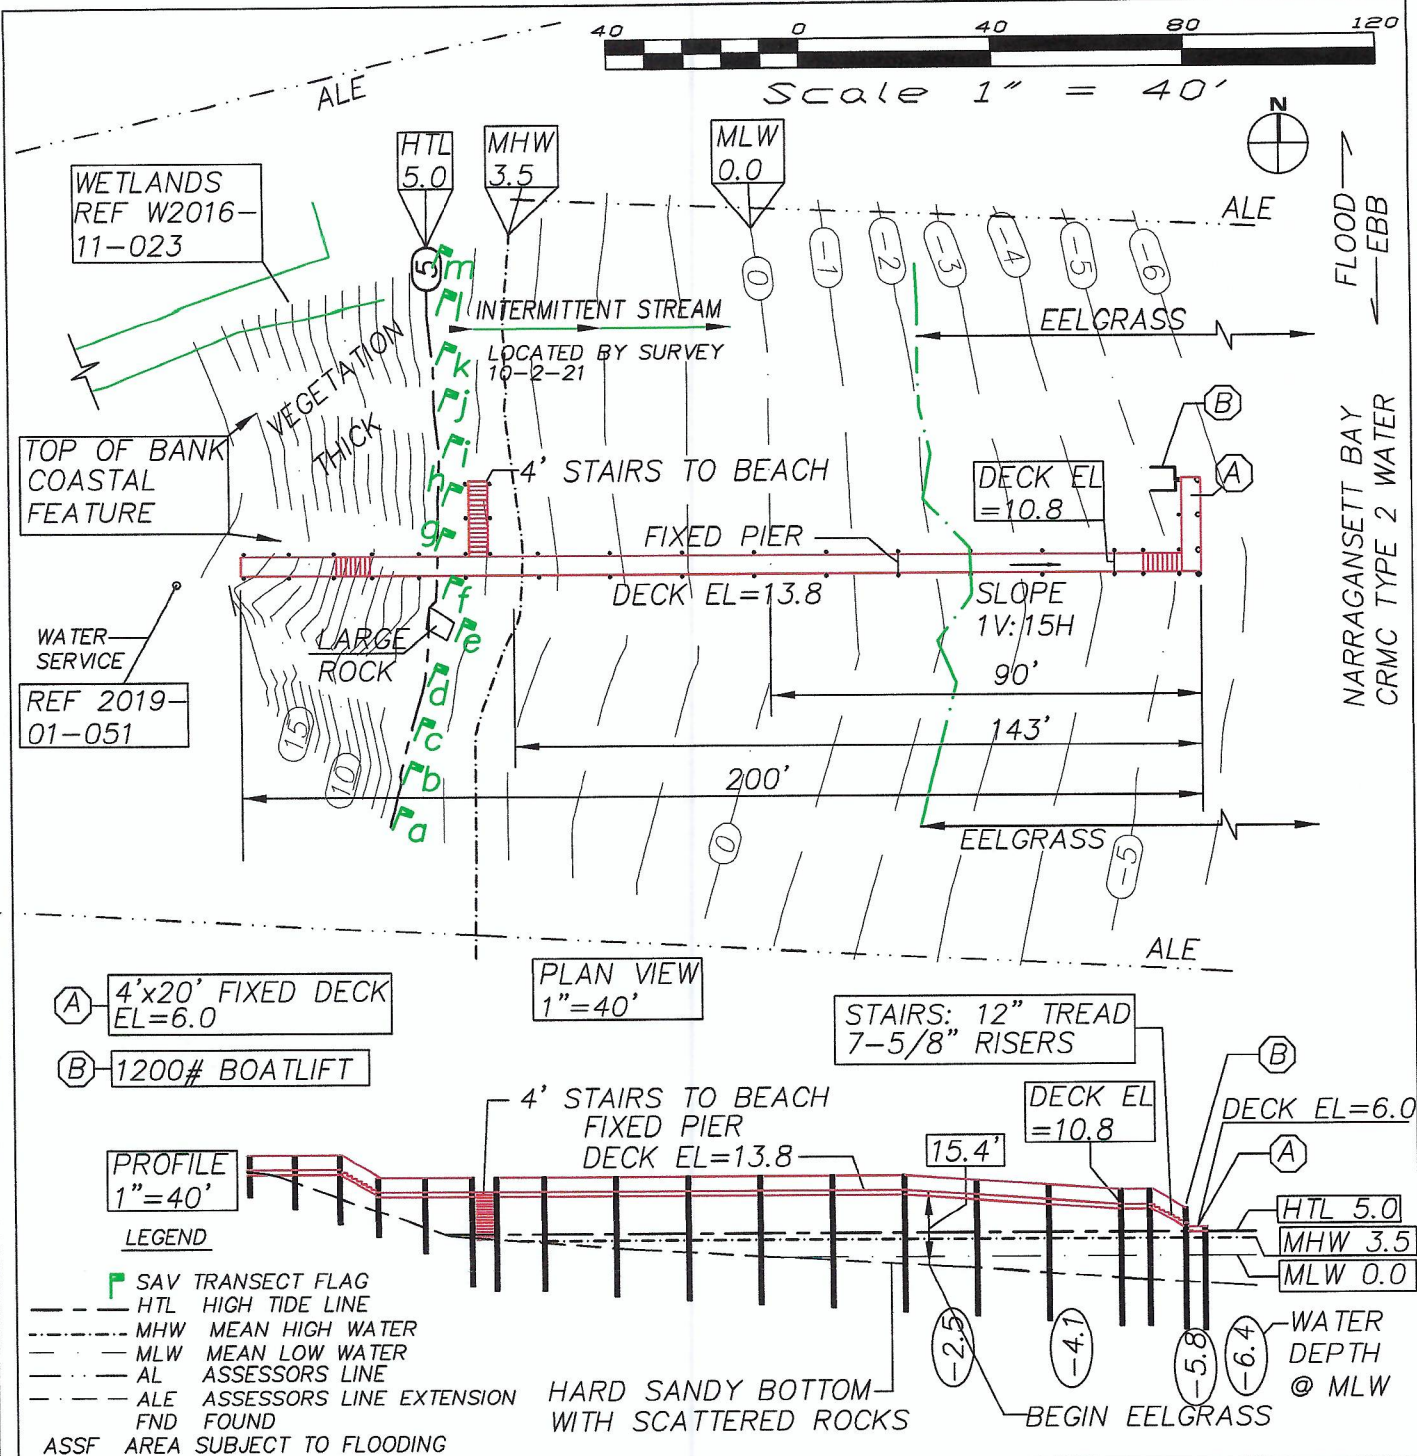 40 0 40 80 120
Scale 1" = 40'
ALE
N
HTL
5.0
MHW
3.5
MLW
0.0
WETLANDS
REF W2016-
11-023
ALE
FLOOD
EBB
5
0
-1
-2
-3
-4
-5
-6
m
l
k
j
i
h
g
f
e
d
c
b
a
INTERMITTENT STREAM
LOCATED BY SURVEY
10-2-21
EELGRASS
VEGETATION
THICK
B
A
TOP OF BANK
COASTAL
FEATURE
4' STAIRS TO BEACH
DECK EL
=10.8
NARRAGANSETT BAY
CRMC TYPE 2 WATER
FIXED PIER
DECK EL=13.8
SLOPE
1V:15H
WATER
SERVICE
LARGE
ROCK
REF 2019-
01-051
15
10
90'
143'
200'
0
-5
EELGRASS
ALE
A 4'x20' FIXED DECK
EL=6.0
B 1200# BOATLIFT
PLAN VIEW
1"=40'
STAIRS: 12" TREAD
7-5/8" RISERS
B
4' STAIRS TO BEACH
FIXED PIER
DECK EL=13.8
15.4'
DECK EL
=10.8
DECK EL=6.0
A
PROFILE
1"=40'
HTL 5.0
MHW 3.5
MLW 0.0
LEGEND
SAV TRANSECT FLAG
HTL HIGH TIDE LINE
MHW MEAN HIGH WATER
MLW MEAN LOW WATER
AL ASSESSORS LINE
ALE ASSESSORS LINE EXTENSION
FND FOUND
ASSF AREA SUBJECT TO FLOODING
HARD SANDY BOTTOM
WITH SCATTERED ROCKS
-2.5
-4.1
-5.8
-6.4
WATER
DEPTH
@ MLW
BEGIN EELGRASS